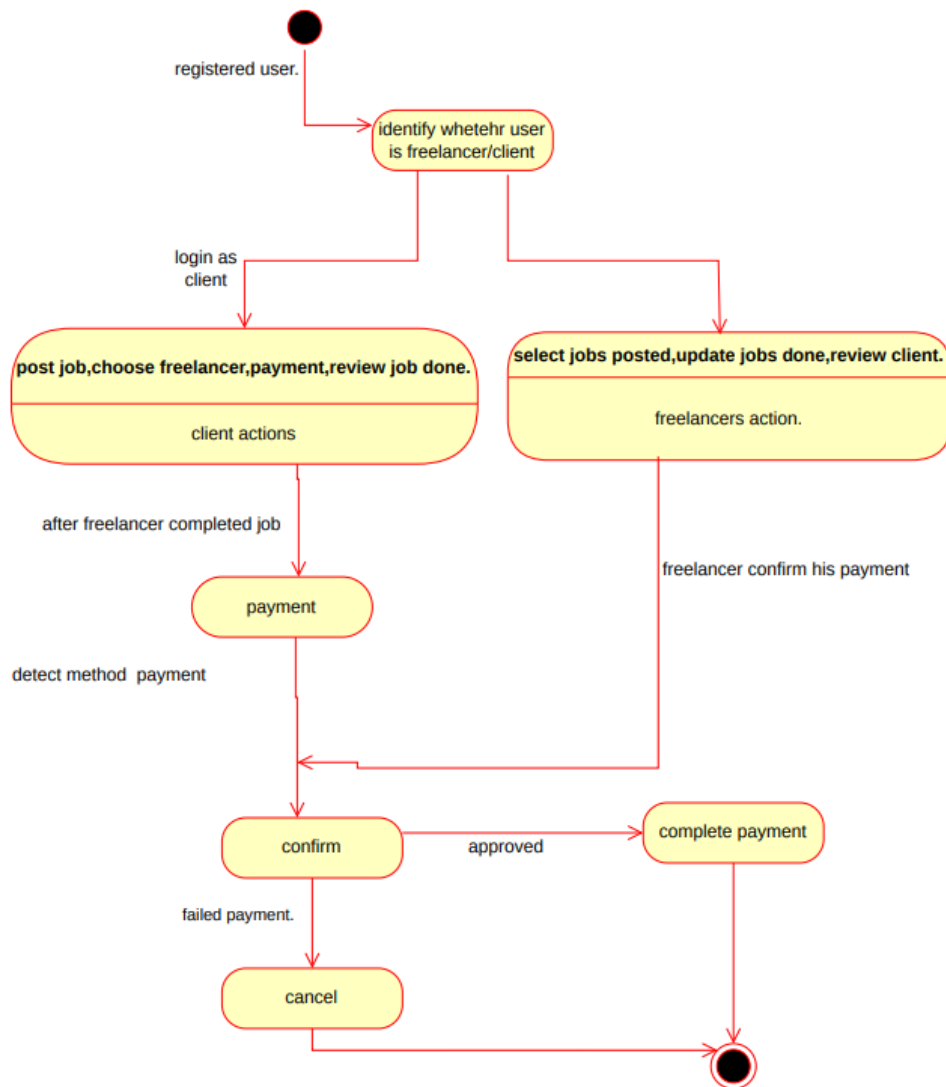 registered user.
identify whetehr user
is freelancer/client
login as
client
post job,choose freelancer,payment,review job done.
client actions
select jobs posted,update jobs done,review client.
freelancers action.
after freelancer completed job
freelancer confirm his payment
payment
detect method  payment
confirm
approved
complete payment
failed payment.
cancel